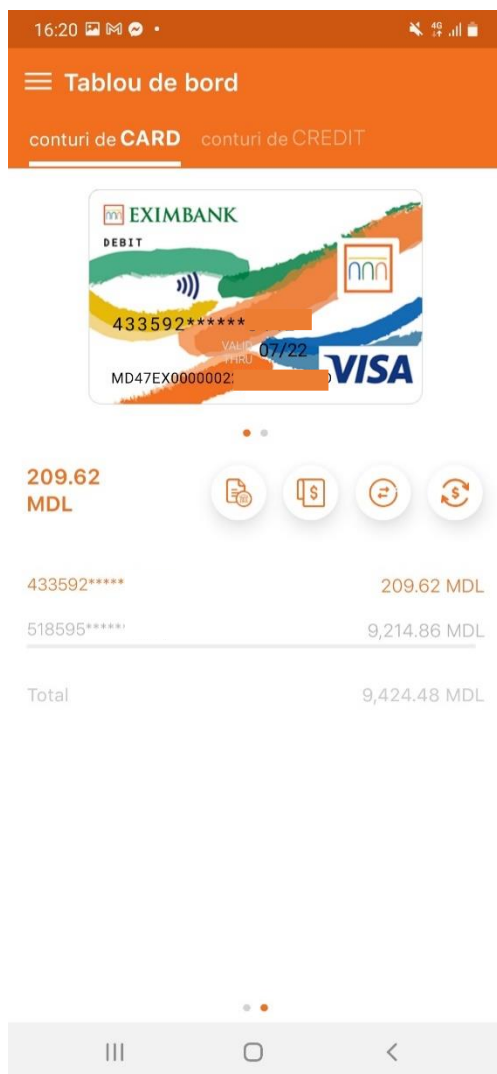 16:20
4G
Tablou de bord
conturi de CARD conturi de CREDIT
EXIMBANK
DEBIT
433592******
VALID THRU 07/22
MD47EX0000002
VISA
209.62
MDL
433592***** 209.62 MDL
518595***** 9,214.86 MDL
Total 9,424.48 MDL